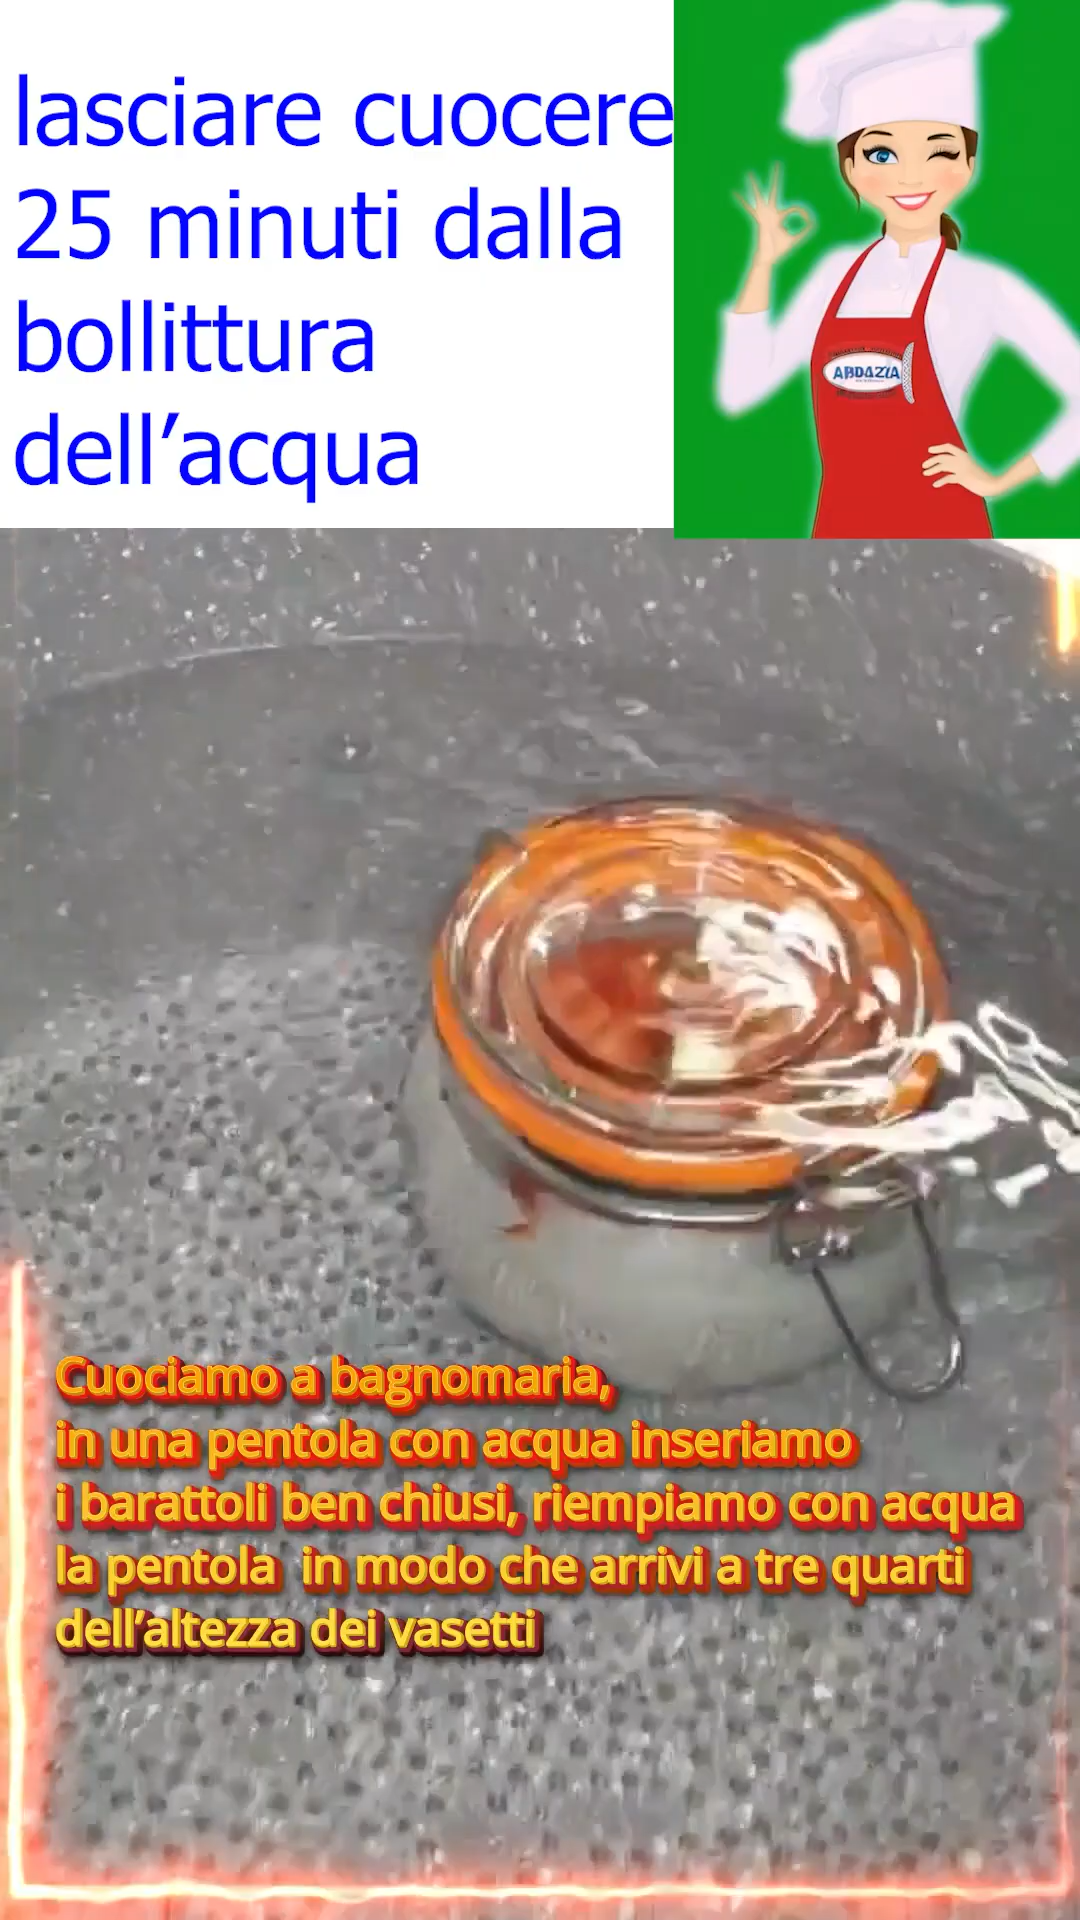 lasciare cuocere
25 minuti dalla
bollittura
dell’acqua
ABDAZIA
Cuociamo a bagnomaria,
in una pentola con acqua inseriamo
i barattoli ben chiusi, riempiamo con acqua
la pentola  in modo che arrivi a tre quarti
dell’altezza dei vasetti